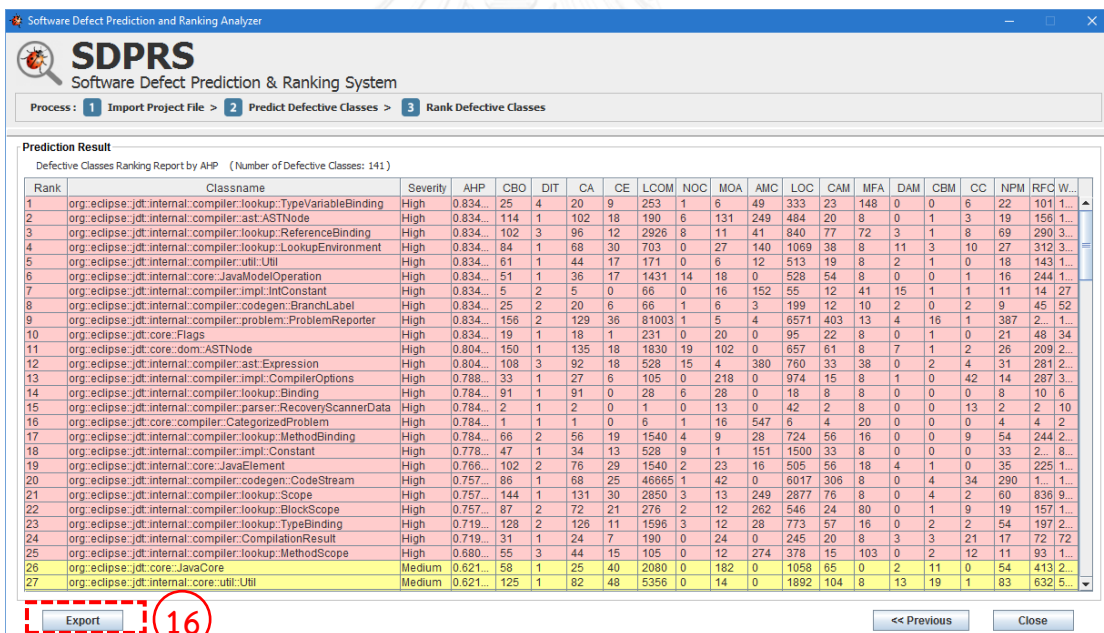 Software Defect Prediction and Ranking Analyzer
SDPRS
Software Defect Prediction & Ranking System
Process : 1 Import Project File > 2 Predict Defective Classes > 3 Rank Defective Classes
Prediction Result
Defective Classes Ranking Report by AHP (Number of Defective Classes: 141)
Rank Classname Severity AHP CBO DIT CA CE LCOM NOC MOA AMC LOC CAM MFA DAM CBM CC NPM RFC W...
1 org::eclipse::jdt::internal::compiler::lookup::TypeVariableBinding High 0.834... 25 4 20 9 253 1 6 49 333 23 148 0 0 6 22 101 1...
2 org::eclipse::jdt::internal::compiler::ast::ASTNode High 0.834... 114 1 102 18 190 6 131 249 484 20 8 0 1 3 19 156 1...
3 org::eclipse::jdt::internal::compiler::lookup::ReferenceBinding High 0.834... 102 3 96 12 2926 8 11 41 840 77 72 3 1 8 69 290 3...
4 org::eclipse::jdt::internal::compiler::lookup::LookupEnvironment High 0.834... 84 1 68 30 703 0 27 140 1069 38 8 11 3 10 27 312 3...
5 org::eclipse::jdt::internal::compiler::util::Util High 0.834... 61 1 44 17 171 0 6 12 513 19 8 2 1 0 18 143 1...
6 org::eclipse::jdt::internal::core::JavaModelOperation High 0.834... 51 1 36 17 1431 14 18 0 528 54 8 0 0 1 16 244 1...
7 org::eclipse::jdt::internal::compiler::impl::IntConstant High 0.834... 5 2 5 0 66 0 16 152 55 12 41 15 1 1 11 14 27
8 org::eclipse::jdt::internal::compiler::codegen::BranchLabel High 0.834... 25 2 20 6 66 1 6 3 199 12 10 2 0 2 9 45 52
9 org::eclipse::jdt::internal::compiler::problem::ProblemReporter High 0.834... 156 2 129 36 81003 1 5 4 6571 403 13 4 16 1 387 2... 1...
10 org::eclipse::jdt::core::Flags High 0.834... 19 1 18 1 231 0 20 0 95 22 8 0 1 0 21 48 34
11 org::eclipse::jdt::core::dom::ASTNode High 0.804... 150 1 135 18 1830 19 102 0 657 61 8 7 1 2 26 209 2...
12 org::eclipse::jdt::internal::compiler::ast::Expression High 0.804... 108 3 92 18 528 15 4 380 760 33 38 0 2 4 31 281 2...
13 org::eclipse::jdt::internal::compiler::impl::CompilerOptions High 0.788... 33 1 27 6 105 0 218 0 974 15 8 1 0 42 14 287 3...
14 org::eclipse::jdt::internal::compiler::lookup::Binding High 0.784... 91 1 91 0 28 6 28 0 18 8 8 0 0 0 8 10 6
15 org::eclipse::jdt::internal::compiler::parser::RecoveryScannerData High 0.784... 2 1 2 0 1 0 13 0 42 2 8 0 0 13 2 2 10
16 org::eclipse::jdt::core::compiler::CategorizedProblem High 0.784... 1 1 1 0 6 1 16 547 6 4 20 0 0 0 4 4 2
17 org::eclipse::jdt::internal::compiler::lookup::MethodBinding High 0.784... 66 2 56 19 1540 4 9 28 724 56 16 0 0 9 54 244 2...
18 org::eclipse::jdt::internal::compiler::impl::Constant High 0.778... 47 1 34 13 528 9 1 151 1500 33 8 0 0 0 33 2... 8...
19 org::eclipse::jdt::internal::core::JavaElement High 0.766... 102 2 76 29 1540 2 23 16 505 56 18 4 1 0 35 225 1...
20 org::eclipse::jdt::internal::compiler::codegen::CodeStream High 0.757... 86 1 68 25 46665 1 42 0 6017 306 8 0 4 34 290 1... 1...
21 org::eclipse::jdt::internal::compiler::lookup::Scope High 0.757... 144 1 131 30 2850 3 13 249 2877 76 8 0 4 2 60 836 9...
22 org::eclipse::jdt::internal::compiler::lookup::BlockScope High 0.757... 87 2 72 21 276 2 12 262 546 24 80 0 1 9 19 157 1...
23 org::eclipse::jdt::internal::compiler::lookup::TypeBinding High 0.719... 128 2 126 11 1596 3 12 28 773 57 16 0 2 2 54 197 2...
24 org::eclipse::jdt::internal::compiler::CompilationResult High 0.719... 31 1 24 7 190 0 24 0 245 20 8 3 3 21 17 72 72
25 org::eclipse::jdt::internal::compiler::lookup::MethodScope High 0.680... 55 3 44 15 105 0 12 274 378 15 103 0 2 12 11 93 1...
26 org::eclipse::jdt::core::JavaCore Medium 0.621... 58 1 25 40 2080 0 182 0 1058 65 0 2 11 0 54 413 2...
27 org::eclipse::jdt::internal::core::util::Util Medium 0.621... 125 1 82 48 5356 0 14 0 1892 104 8 13 19 1 83 632 5...
Export 16 << Previous Close